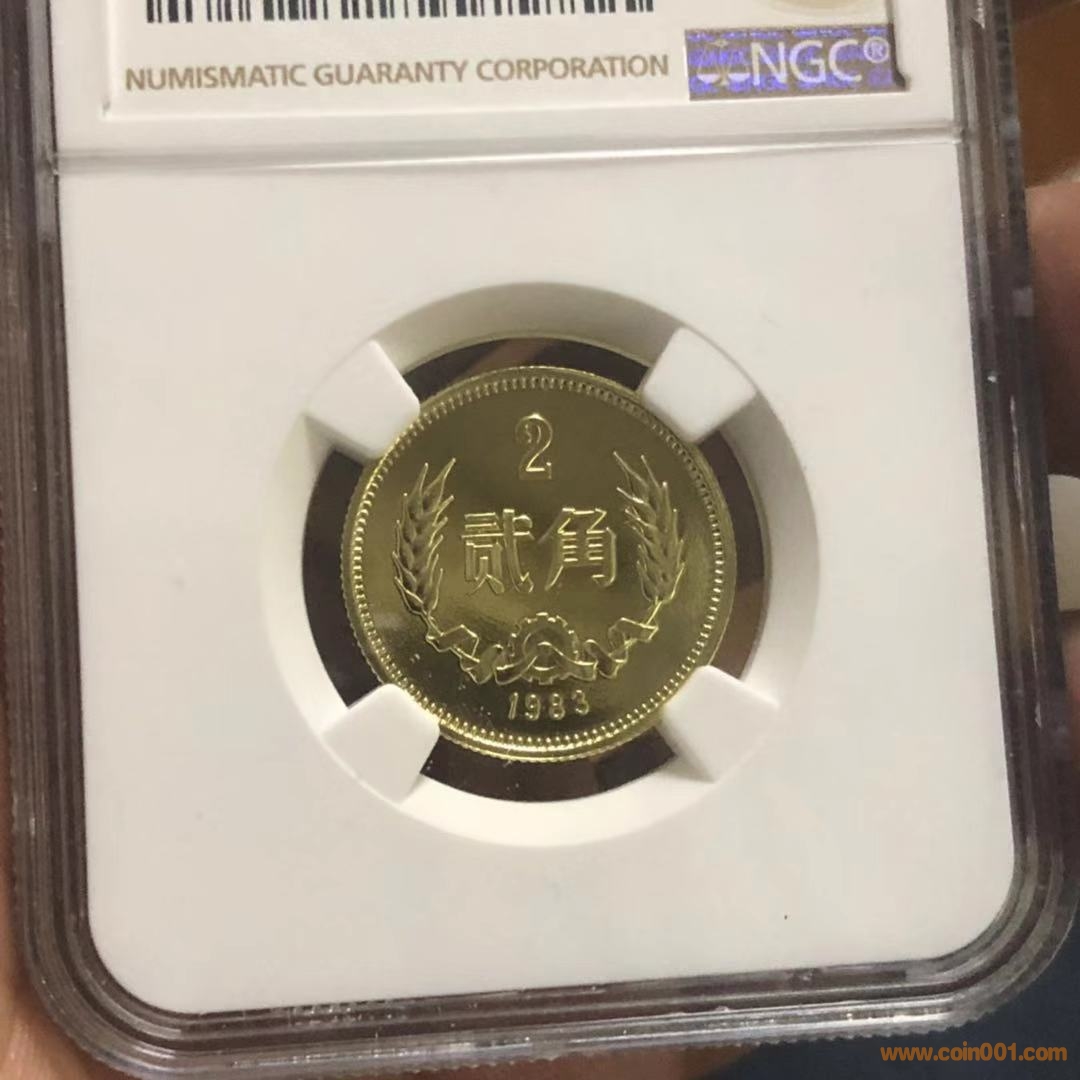 NUMISMATIC GUARANTY CORPORATION
NGC®
2
贰角
1983
www.coin001.com